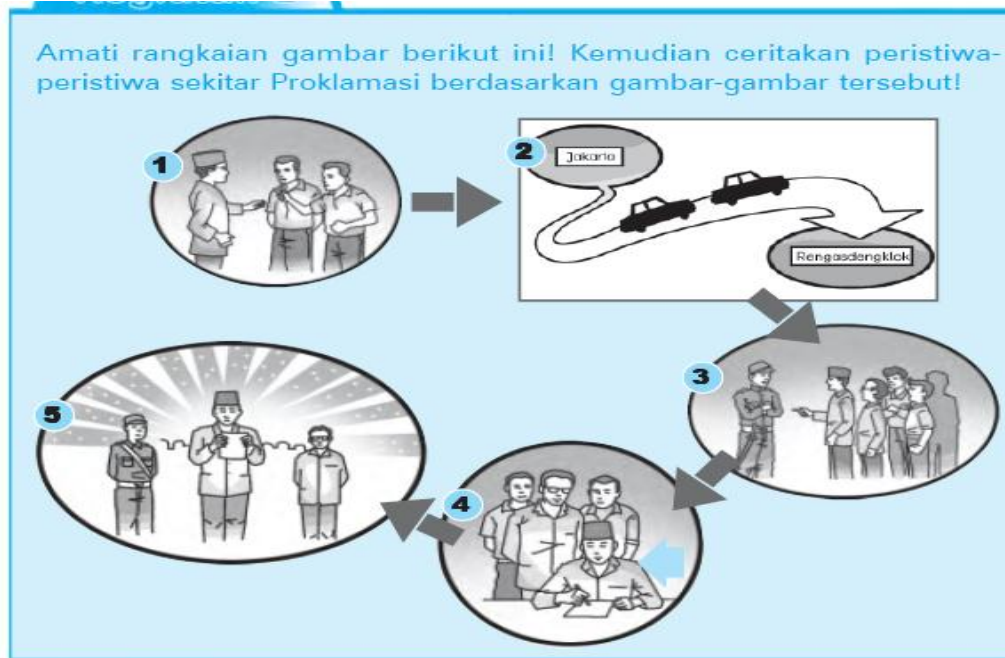 Amati rangkaian gambar berikut ini! Kemudian ceritakan peristiwa-
peristiwa sekitar Proklamasi berdasarkan gambar-gambar tersebut!
1
2
Jakarta
Rengasdengklok
3
4
5